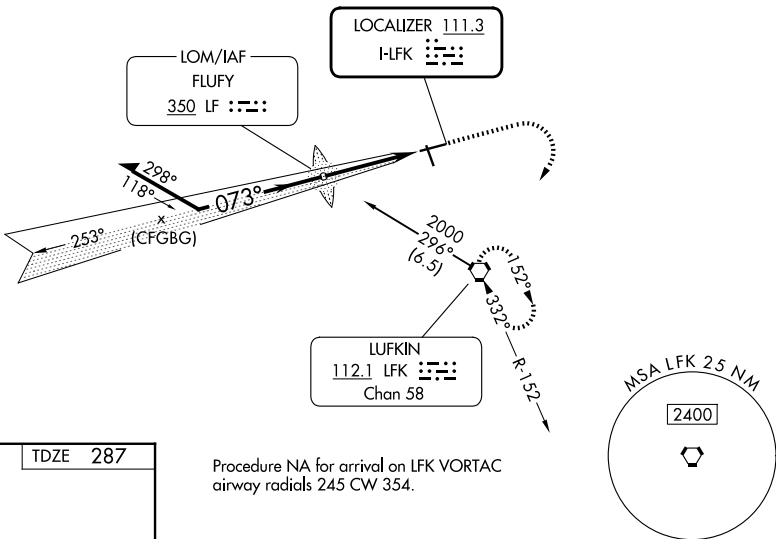 LOCALIZER 111.3
I-LFK
LOM/IAF
FLUFY
350 LF
298°
118°
073°
253°
(CFGBG)
2000
296°
(6.5)
152°
332°
R-152
LUFKIN
112.1 LFK
Chan 58
MSA LFK 25 NM
2400
TDZE 287
Procedure NA for arrival on LFK VORTAC
airway radials 245 CW 354.